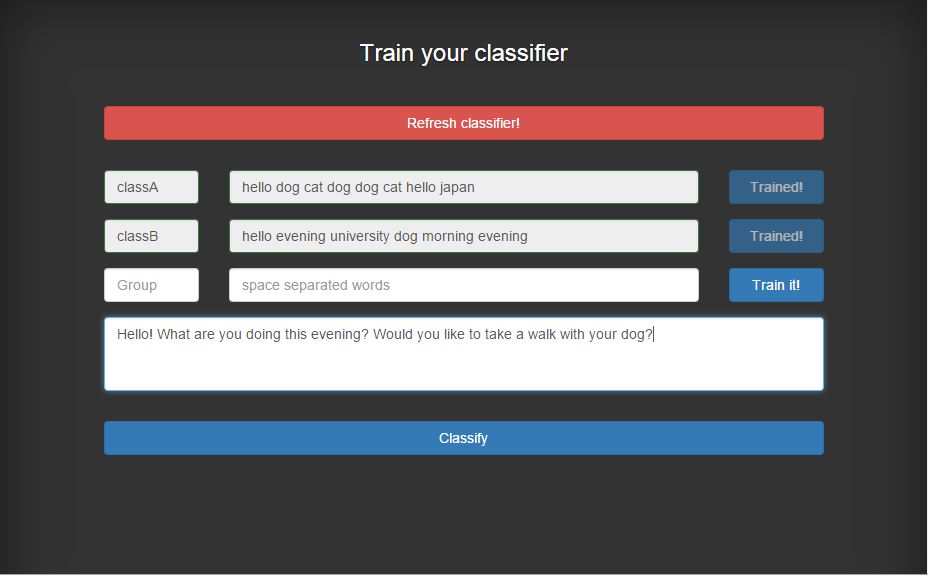 Train your classifier
Refresh classifier!
classA hello dog cat dog dog cat hello japan Trained!
classB hello evening university dog morning evening Trained!
Group space separated words Train it!
Hello! What are you doing this evening? Would you like to take a walk with your dog?
Classify